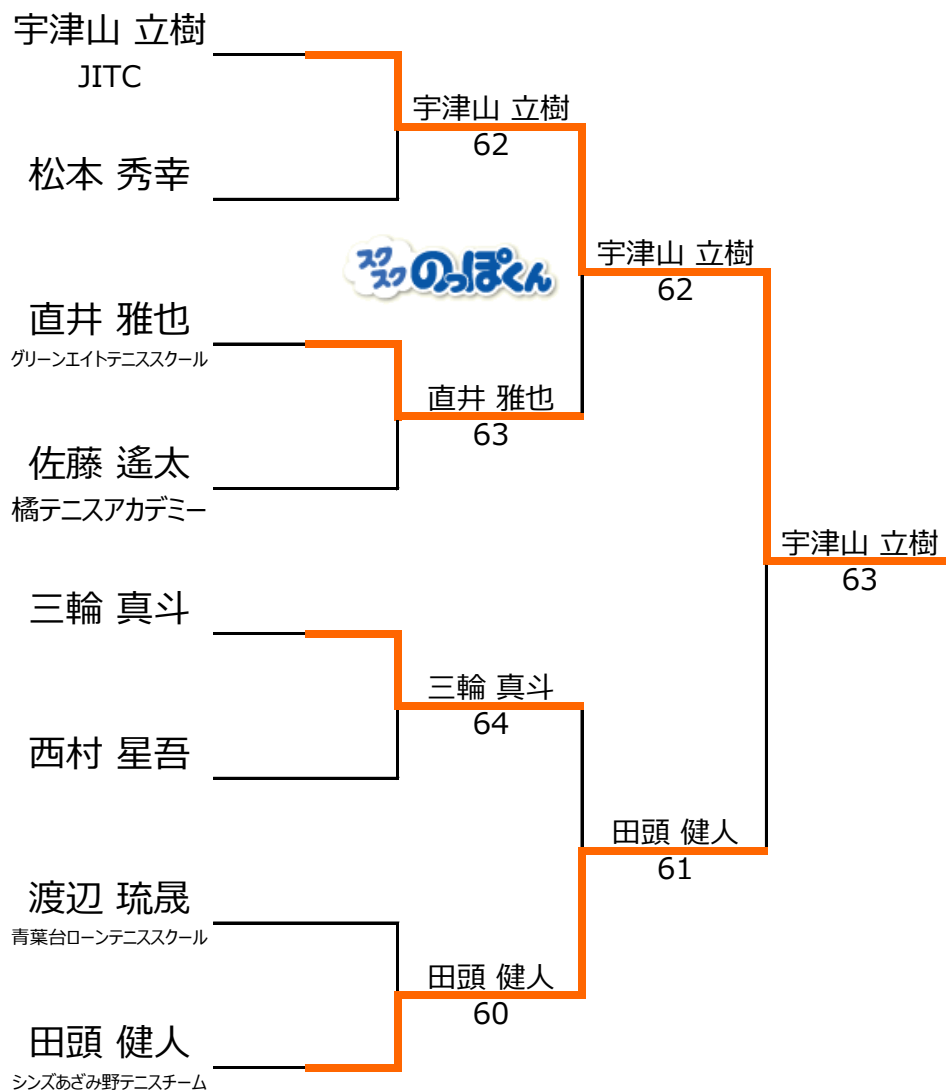 宇津山 立樹
JITC
宇津山 立樹
62
松本 秀幸
スク
スク のっぽくん
宇津山 立樹
62
直井 雅也
グリーンエイトテニススクール
直井 雅也
63
佐藤 遙太
橘テニスアカデミー
宇津山 立樹
63
三輪 真斗
三輪 真斗
64
西村 星吾
田頭 健人
61
渡辺 琉晟
青葉台ローンテニススクール
田頭 健人
60
田頭 健人
シンズあざみ野テニスチーム